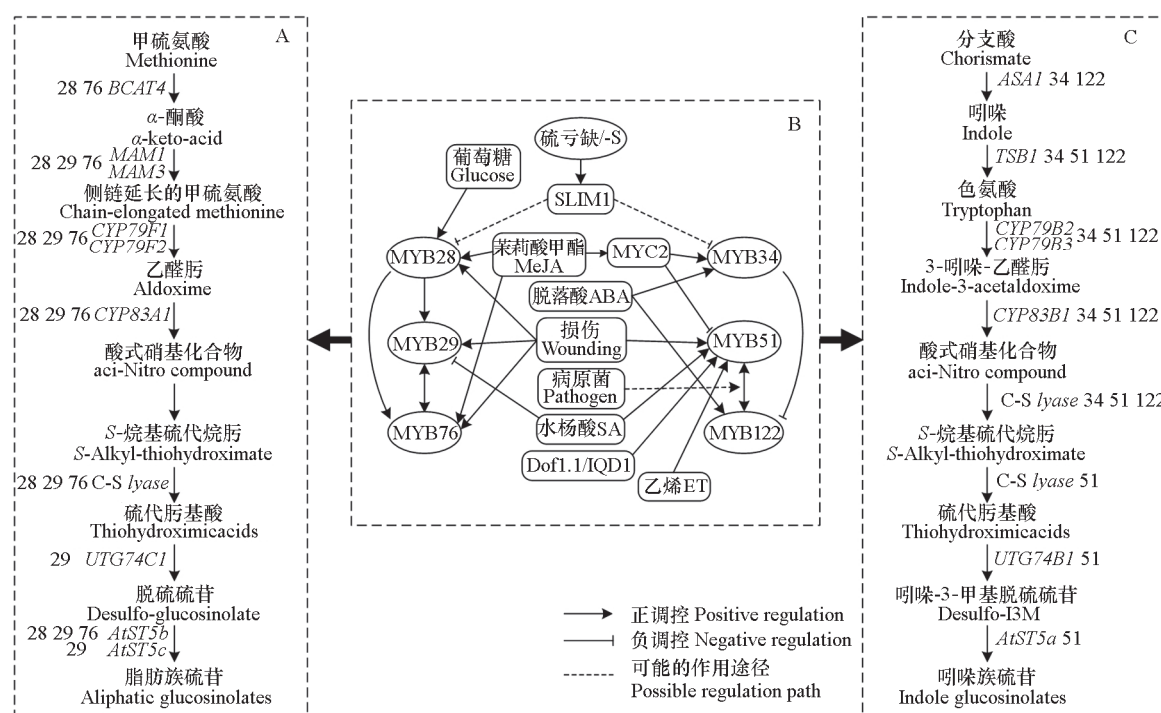 A
甲硫氨酸
Methionine
28 76 BCAT4
α-酮酸
α-keto-acid
28 29 76 MAM1
MAM3
侧链延长的甲硫氨酸
Chain-elongated methionine
28 29 76 CYP79F1
CYP79F2
乙醛肟
Aldoxime
28 29 76 CYP83A1
酸式硝基化合物
aci-Nitro compound
S-烷基硫代烷肟
S-Alkyl-thiohydroximate
28 29 76 C-S lyase
硫代肟基酸
Thiohydroximicacids
29 UTG74C1
脱硫硫苷
Desulfo-glucosinolate
28 29 76 AtST5b
29 AtST5c
脂肪族硫苷
Aliphatic glucosinolates
B
硫亏缺/-S
葡萄糖
Glucose
SLIM1
MYB28
茉莉酸甲酯
MeJA
MYC2
MYB34
脱落酸ABA
MYB29
损伤
Wounding
MYB51
病原菌
Pathogen
MYB76
水杨酸SA
MYB122
Dof1.1/IQD1
乙烯ET
正调控 Positive regulation
负调控 Negative regulation
可能的作用途径
Possible regulation path
C
分支酸
Chorismate
ASA1 34 122
吲哚
Indole
TSB1 34 51 122
色氨酸
Tryptophan
CYP79B2
CYP79B3 34 51 122
3-吲哚-乙醛肟
Indole-3-acetaldoxime
CYP83B1 34 51 122
酸式硝基化合物
aci-Nitro compound
C-S lyase 34 51 122
S-烷基硫代烷肟
S-Alkyl-thiohydroximate
C-S lyase 51
硫代肟基酸
Thiohydroximicacids
UTG74B1 51
吲哚-3-甲基脱硫硫苷
Desulfo-I3M
AtST5a 51
吲哚族硫苷
Indole glucosinolates